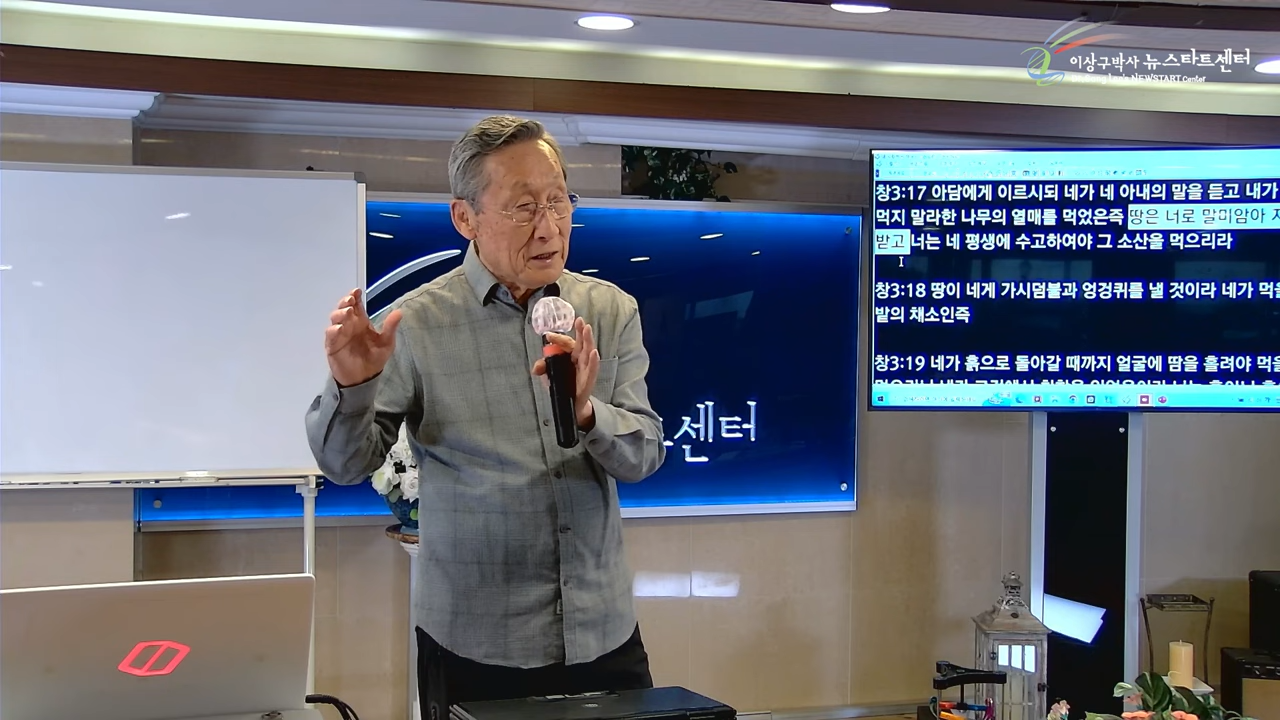 이상구박사 뉴스타트센터
NEWSTART Center
창3:17 아담에게 이르시되 네가 네 아내의 말을 듣고 내가
먹지 말라한 나무의 열매를 먹었은즉 땅은 너로 말미암아 저
받고 너는 네 평생에 수고하여야 그 소산을 먹으리라
창3:18 땅이 네게 가시덤불과 엉겅퀴를 낼 것이라 네가 먹을
밭의 채소인즉
창3:19 네가 흙으로 돌아갈 때까지 얼굴에 땀을 흘려야 먹을
센터